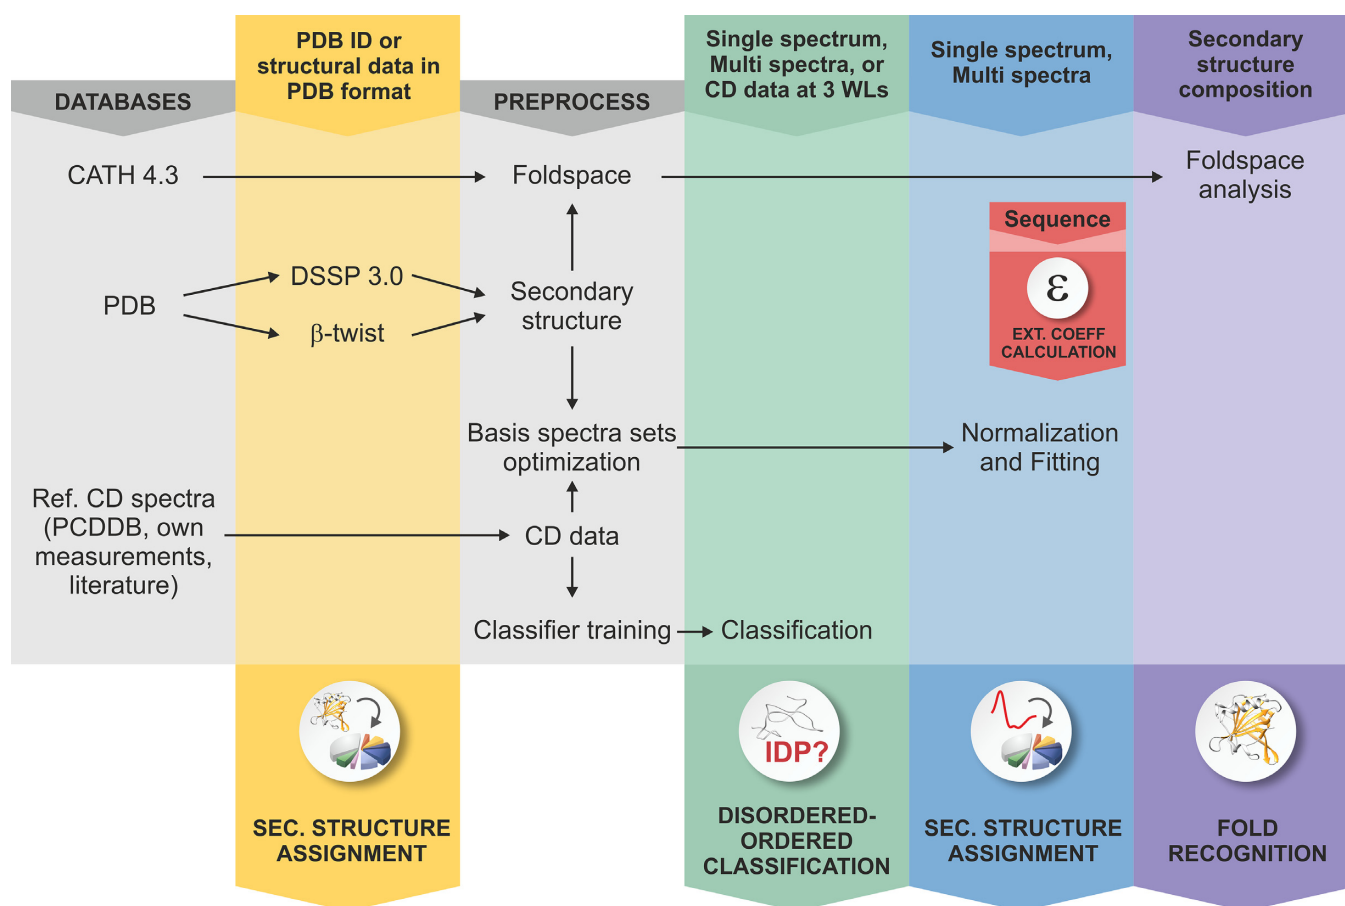 DATABASES
PDB ID or
structural data in
PDB format
PREPROCESS
Single spectrum,
Multi spectra, or
CD data at 3 WLs
Single spectrum,
Multi spectra
Secondary
structure
composition
CATH 4.3
Foldspace
Foldspace
analysis
Sequence
ε
EXT. COEFF
CALCULATION
PDB
DSSP 3.0
β-twist
Secondary
structure
Basis spectra sets
optimization
Normalization
and Fitting
Ref. CD spectra
(PCDDB, own
measurements,
literature)
CD data
Classifier training
Classification
IDP?
SEC. STRUCTURE
ASSIGNMENT
DISORDERED-
ORDERED
CLASSIFICATION
SEC. STRUCTURE
ASSIGNMENT
FOLD
RECOGNITION